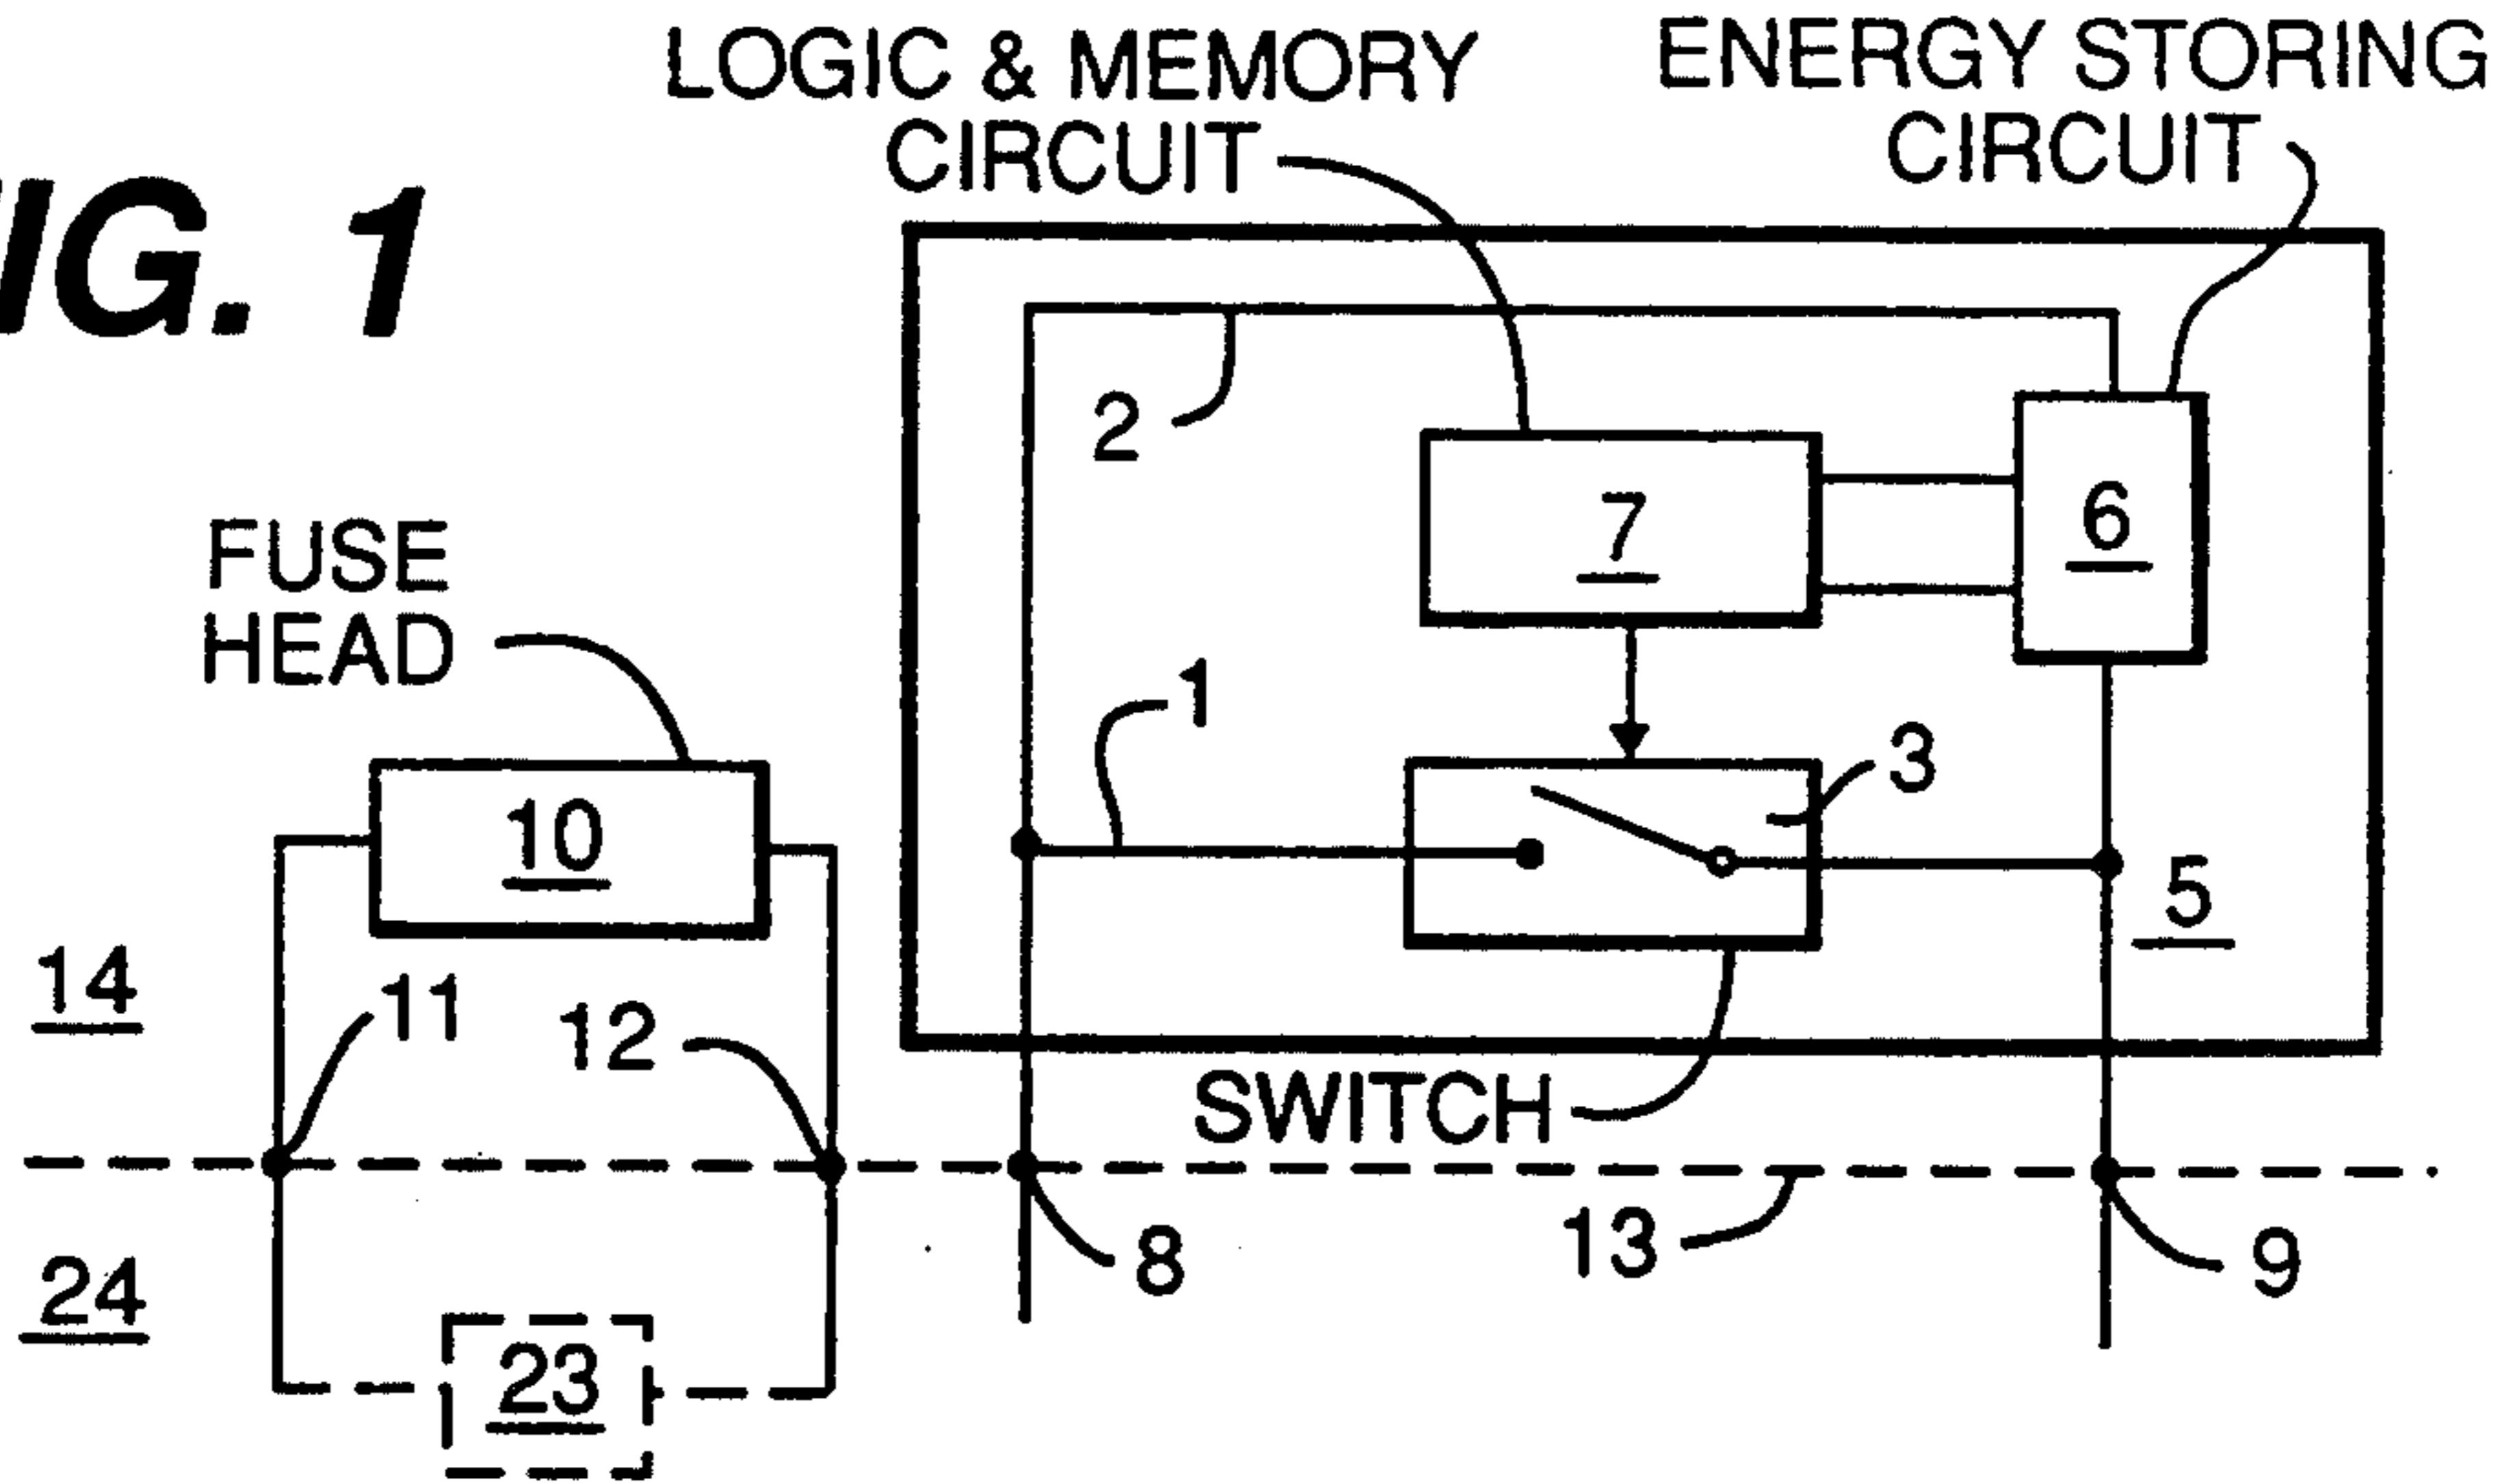 LOGIC & MEMORY
CIRCUIT
ENERGY STORING
CIRCUIT
IG. 1
2
7
6
FUSE
HEAD
1
3
10
5
14
11
12
SWITCH
8
13
9
24
23